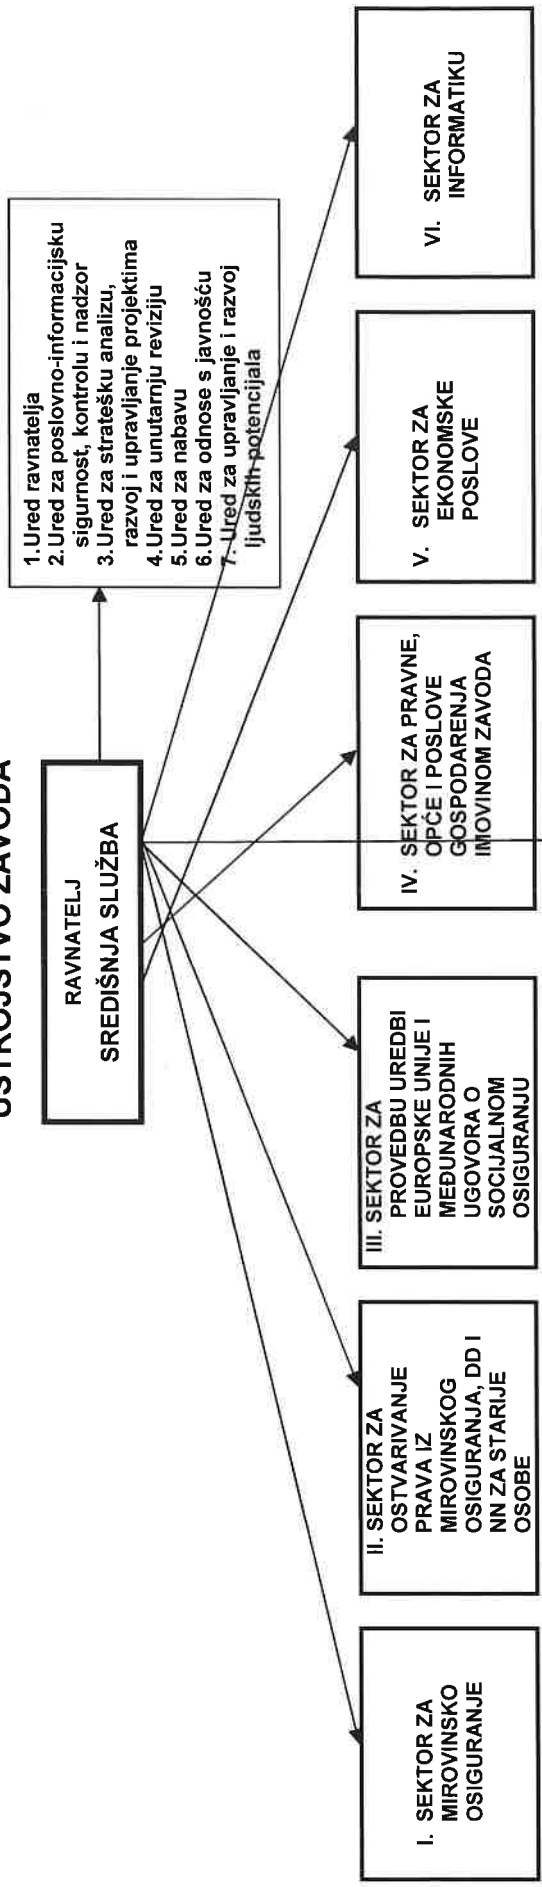 USTROJSTVO ZAVODA
RAVNATELJ
SREDIŠNJA SLUŽBA
1.Ured ravnatelja
2.Ured za poslovno-informacijsku
sigurnost, kontrolu i nadzor
3.Ured za stratešku analizu,
razvoj i upravljanje projektima
4.Ured za unutarnju reviziju
5.Ured za nabavu
6.Ured za odnose s javnošću
7. Ured za upravljanje i razvoj
ljudskih potencijala
I. SEKTOR ZA
MIROVINSKO
OSIGURANJE
II. SEKTOR ZA
OSTVARIVANJE
PRAVA IZ
MIROVINSKOG
OSIGURANJA, DD I
NN ZA STARIJE
OSOBE
III. SEKTOR ZA
PROVEDBU UREDBI
EUROPSKE UNIJE I
MEĐUNARODNIH
UGOVORA O
SOCIJALNOM
OSIGURANJU
IV. SEKTOR ZA PRAVNE,
OPĆE I POSLOVE
GOSPODARENJA
IMOVINOM ZAVODA
V. SEKTOR ZA
EKONOMSKE
POSLOVE
VI. SEKTOR ZA
INFORMATIKU